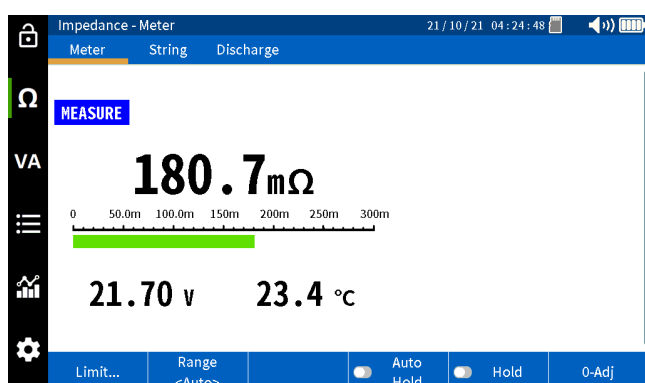 Impedance - Meter 21/10/21 04:24:48
Meter String Discharge
Ω
MEASURE
VA
180.7mΩ
0 50.0m 100.0m 150m 200m 250m 300m
21.70 V 23.4 °C
Limit... Range <Auto> Auto Hold Hold 0-Adj